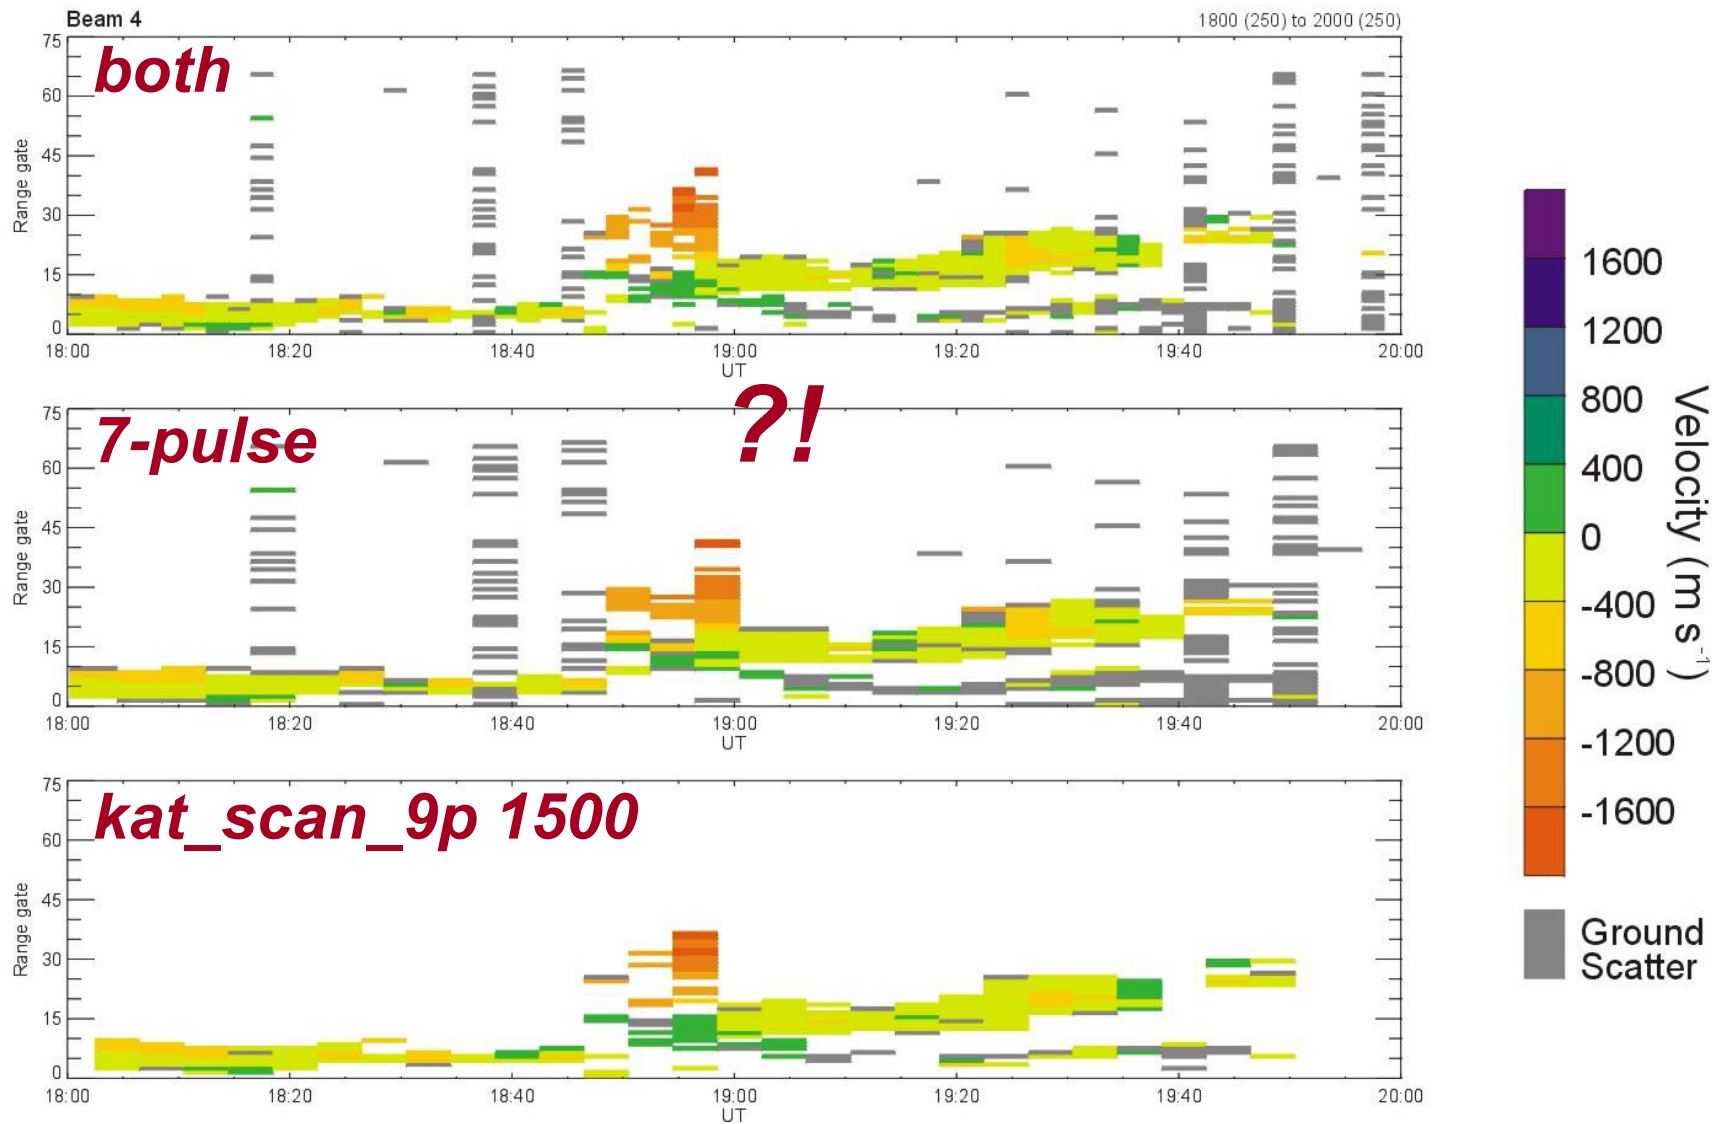 Beam 4
1800 (250) to 2000 (250)
both
Range gate
75
60
45
30
15
0
18:00 18:20 18:40 19:00 19:20 19:40 20:00
UT
7-pulse
?!
Range gate
75
60
45
30
15
0
18:00 18:20 18:40 19:00 19:20 19:40 20:00
UT
kat_scan_9p 1500
Range gate
75
60
45
30
15
0
18:00 18:20 18:40 19:00 19:20 19:40 20:00
UT
1600
1200
800
400
0
-400
-800
-1200
-1600
Velocity (m s⁻¹)
Ground
Scatter